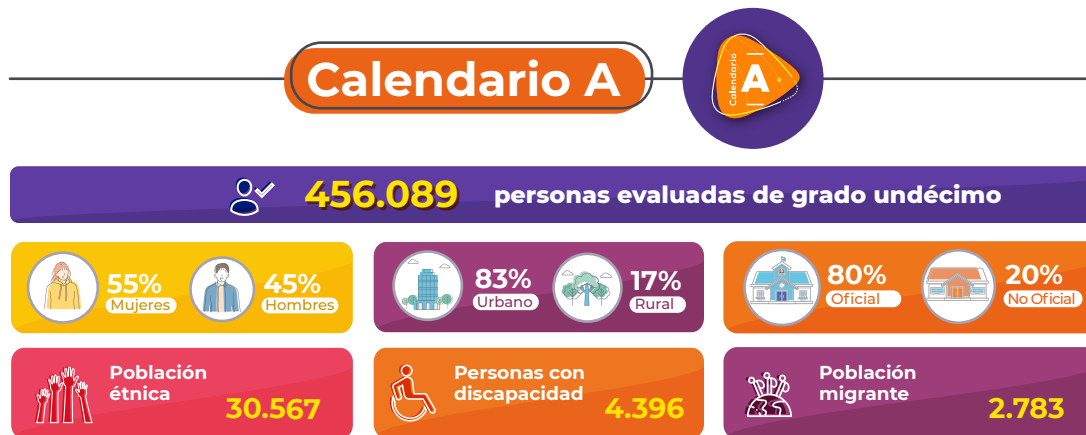 Calendario A
Calendario
A
456.089 personas evaluadas de grado undécimo
55%
Mujeres
45%
Hombres
83%
Urbano
17%
Rural
80%
Oficial
20%
No Oficial
Población
étnica
30.567
Personas con
discapacidad
4.396
Población
migrante
2.783